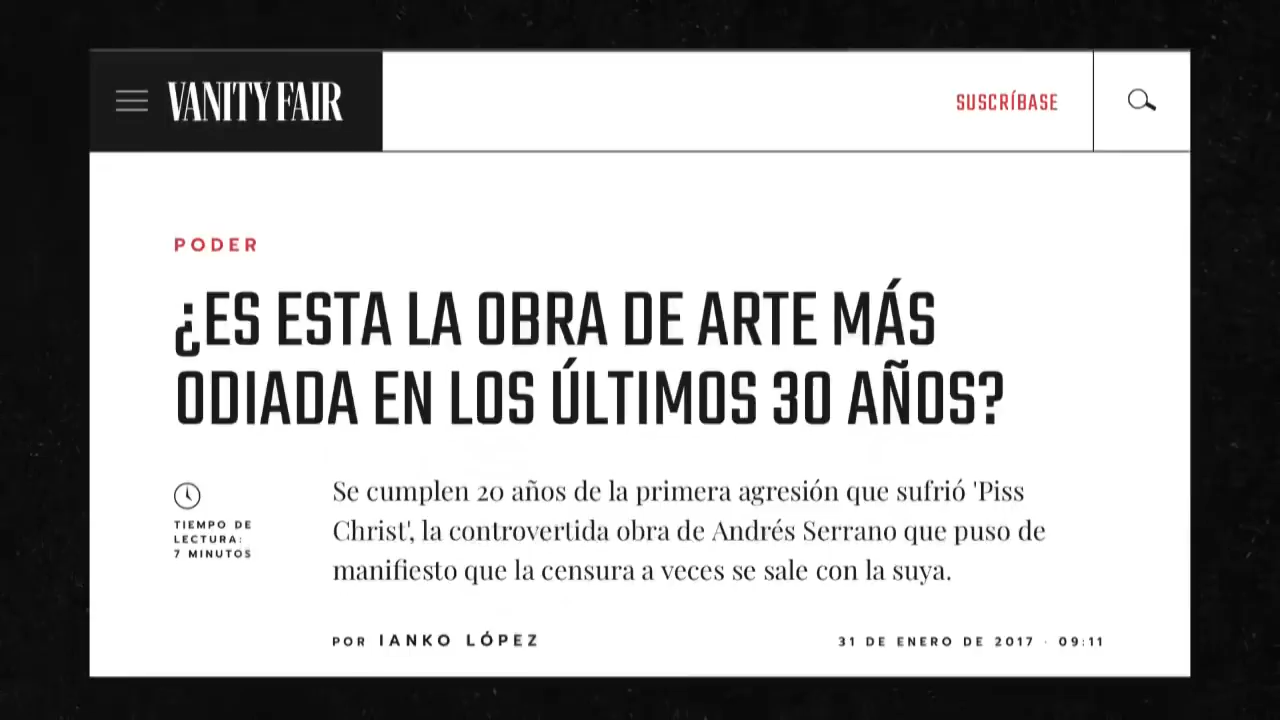 VANITY FAIR
SUSCRÍBASE
PODER
¿ES ESTA LA OBRA DE ARTE MÁS
ODIADA EN LOS ÚLTIMOS 30 AÑOS?
TIEMPO DE
LECTURA:
7 MINUTOS
Se cumplen 20 años de la primera agresión que sufrió 'Piss
Christ', la controvertida obra de Andrés Serrano que puso de
manifiesto que la censura a veces se sale con la suya.
POR IANKO LÓPEZ
31 DE ENERO DE 2017 · 09:11